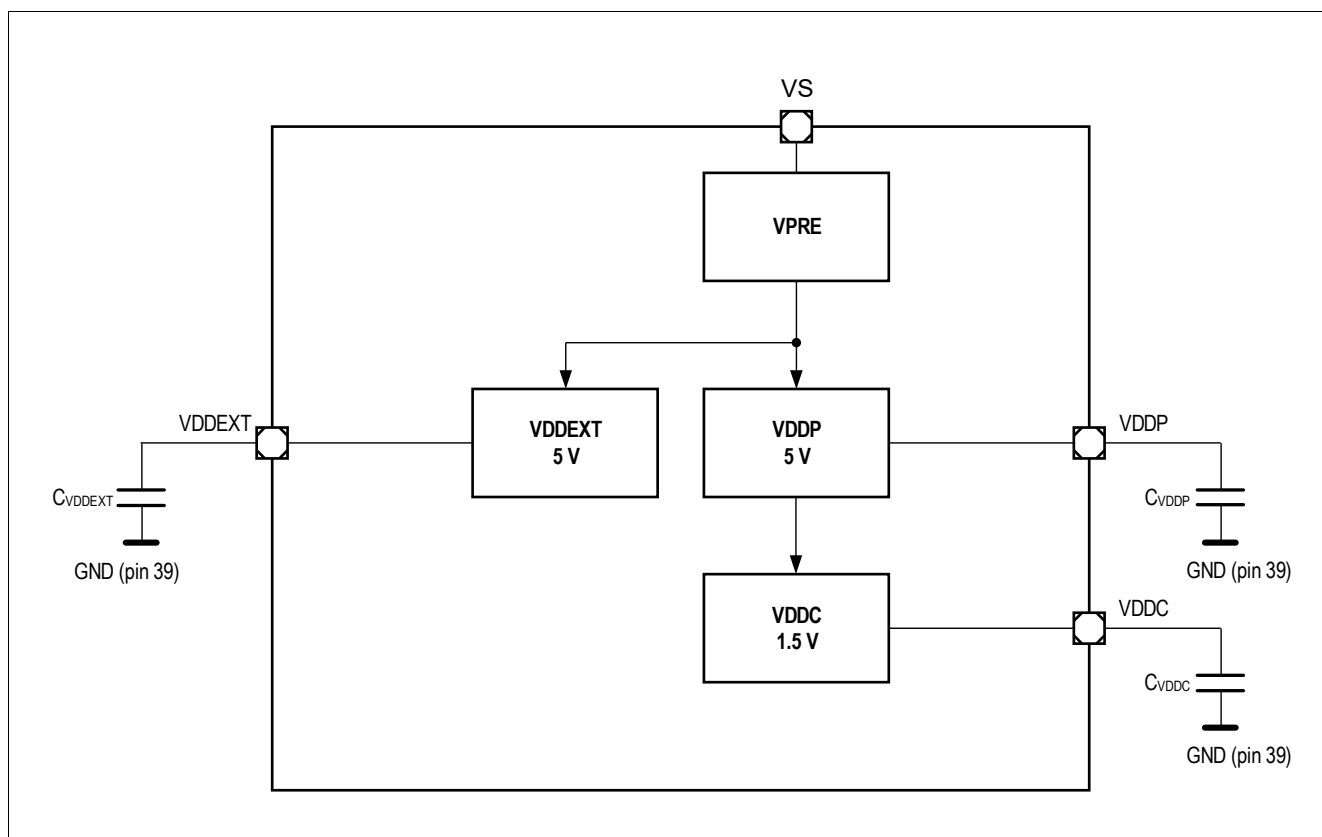 VS
VPRE
VDDEXT
VDDEXT
5 V
VDDP
5 V
VDDP
CVDDEXT
CVDDP
GND (pin 39)
GND (pin 39)
VDDC
1.5 V
VDDC
CVDDC
GND (pin 39)